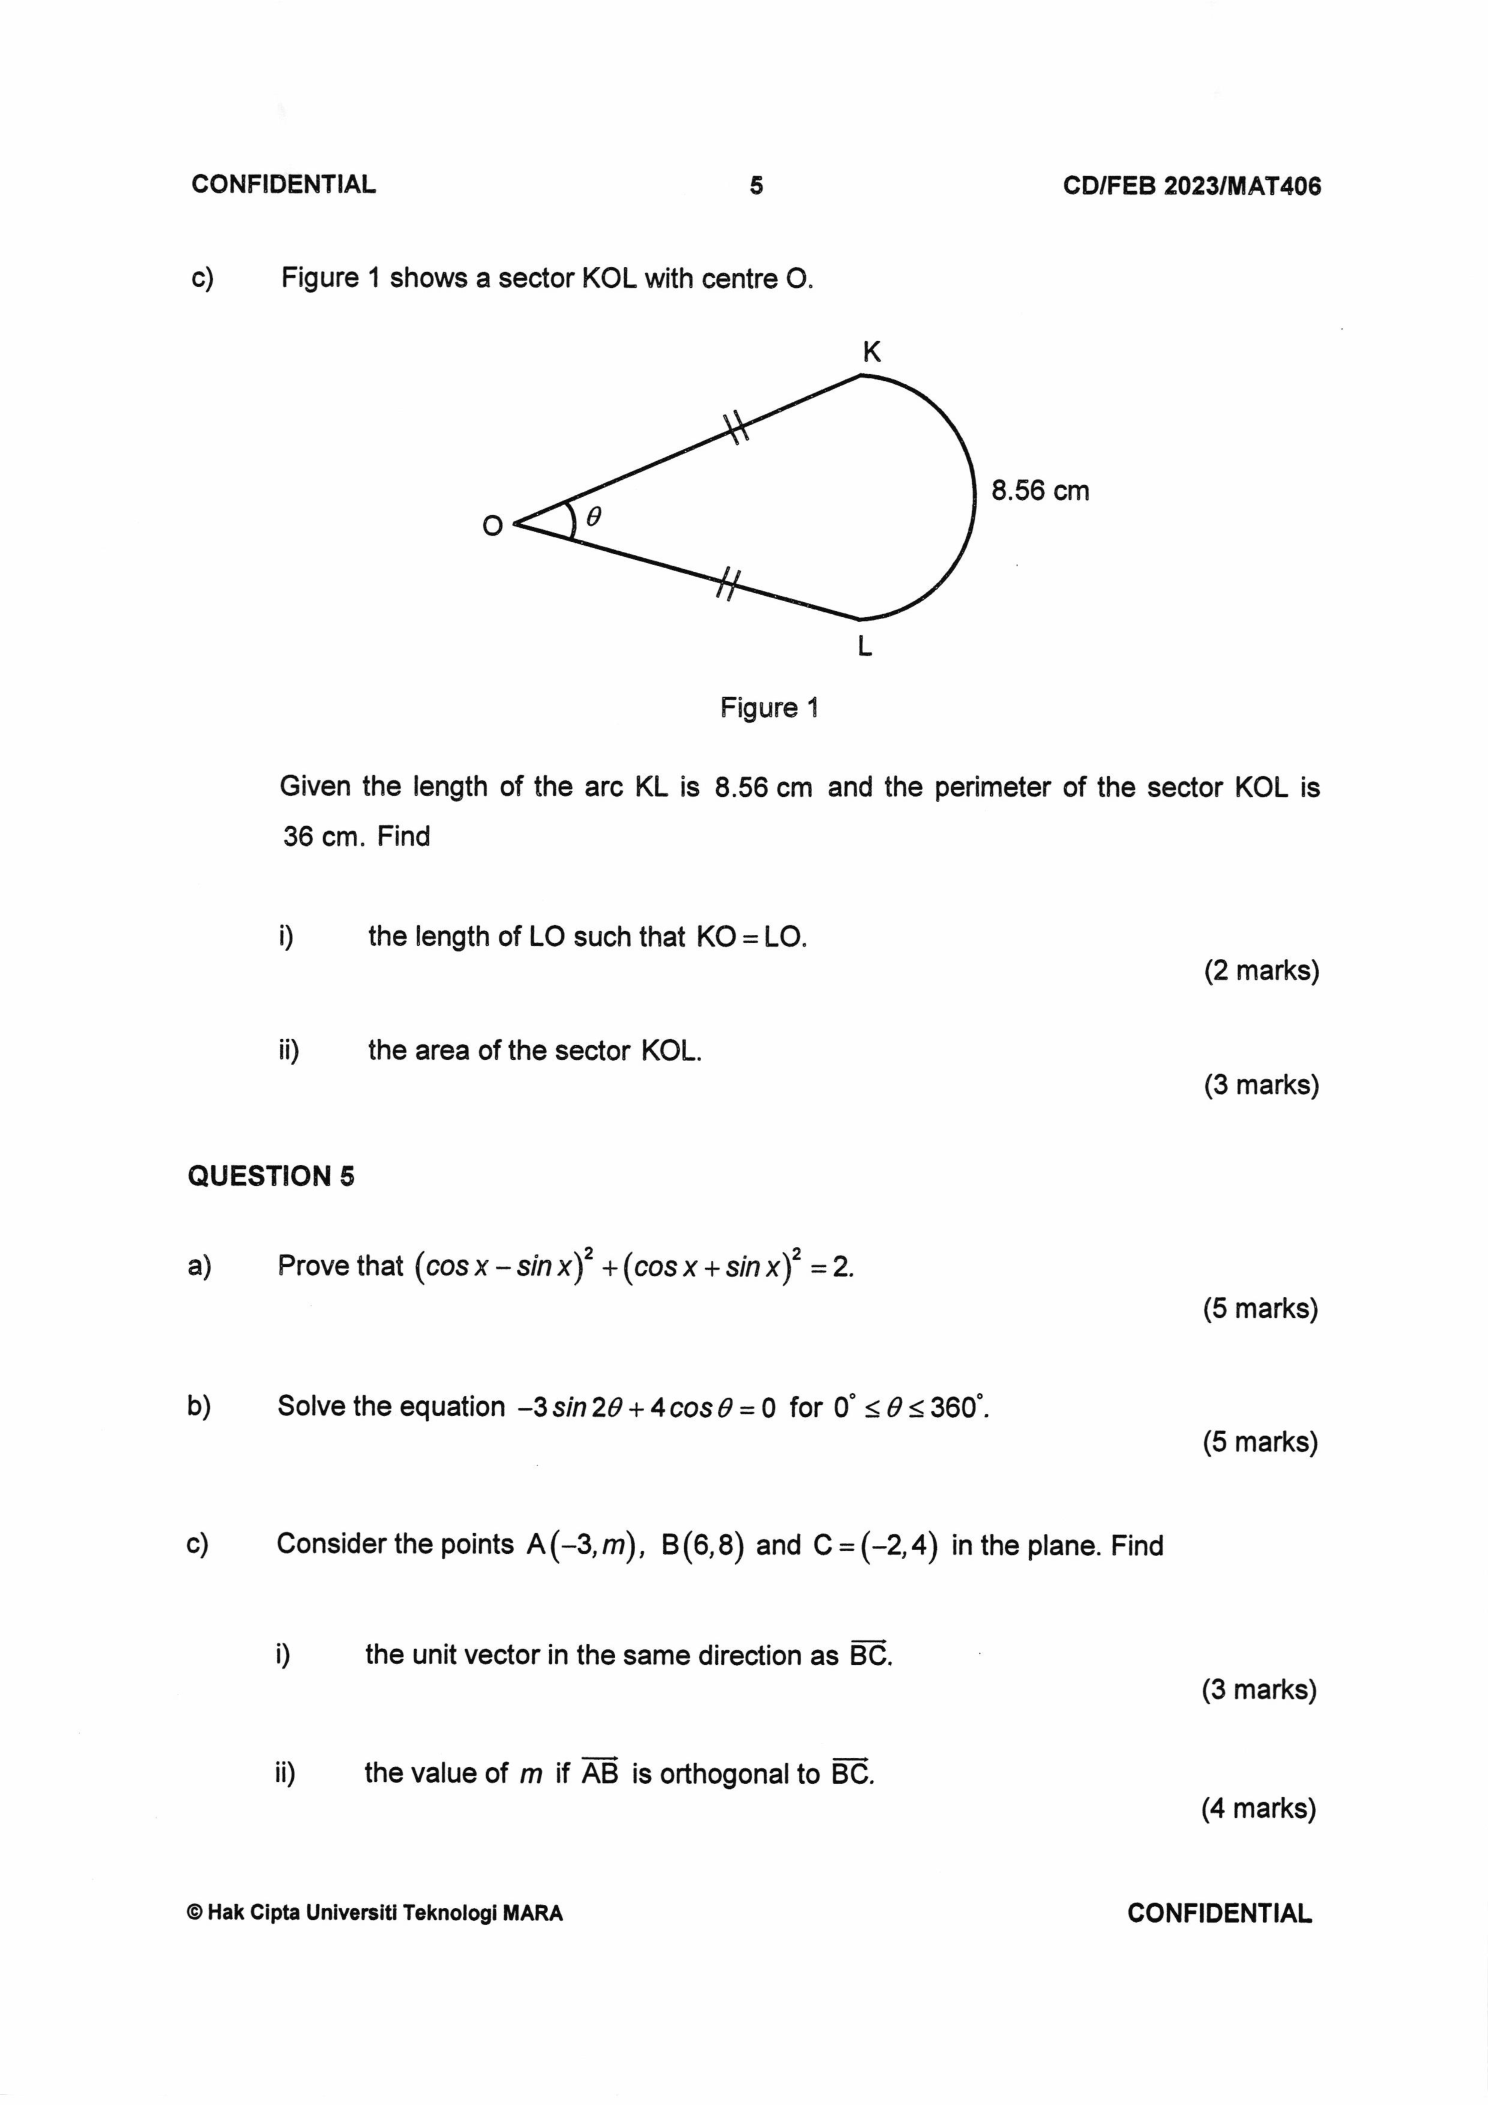 CONFIDENTIAL 5 CD/FEB 2023/MAT406
c) Figure 1 shows a sector KOL with centre O.
K
8.56 cm
O θ
L
Figure 1
Given the length of the arc KL is 8.56 cm and the perimeter of the sector KOL is
36 cm. Find
i) the length of LO such that KO = LO.
(2 marks)
ii) the area of the sector KOL.
(3 marks)
QUESTION 5
a) Prove that (cos x – sin x)² + (cos x + sin x)² = 2.
(5 marks)
b) Solve the equation –3 sin 2θ + 4 cos θ = 0 for 0° ≤ θ ≤ 360°.
(5 marks)
c) Consider the points A(–3, m), B(6,8) and C = (–2,4) in the plane. Find
i) the unit vector in the same direction as B⃗C⃗.
(3 marks)
ii) the value of m if A⃗B⃗ is orthogonal to B⃗C⃗.
(4 marks)
© Hak Cipta Universiti Teknologi MARA CONFIDENTIAL